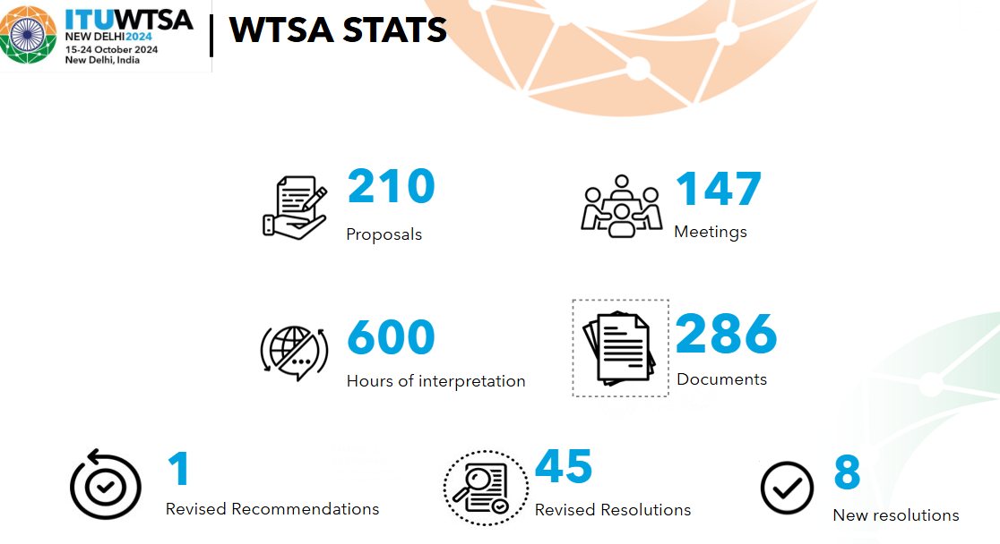 ITUWTSA
NEW DELHI2024
15-24 October 2024
New Delhi, India
WTSA STATS
210
Proposals
147
Meetings
600
Hours of interpretation
286
Documents
1
Revised Recommendations
45
Revised Resolutions
8
New resolutions